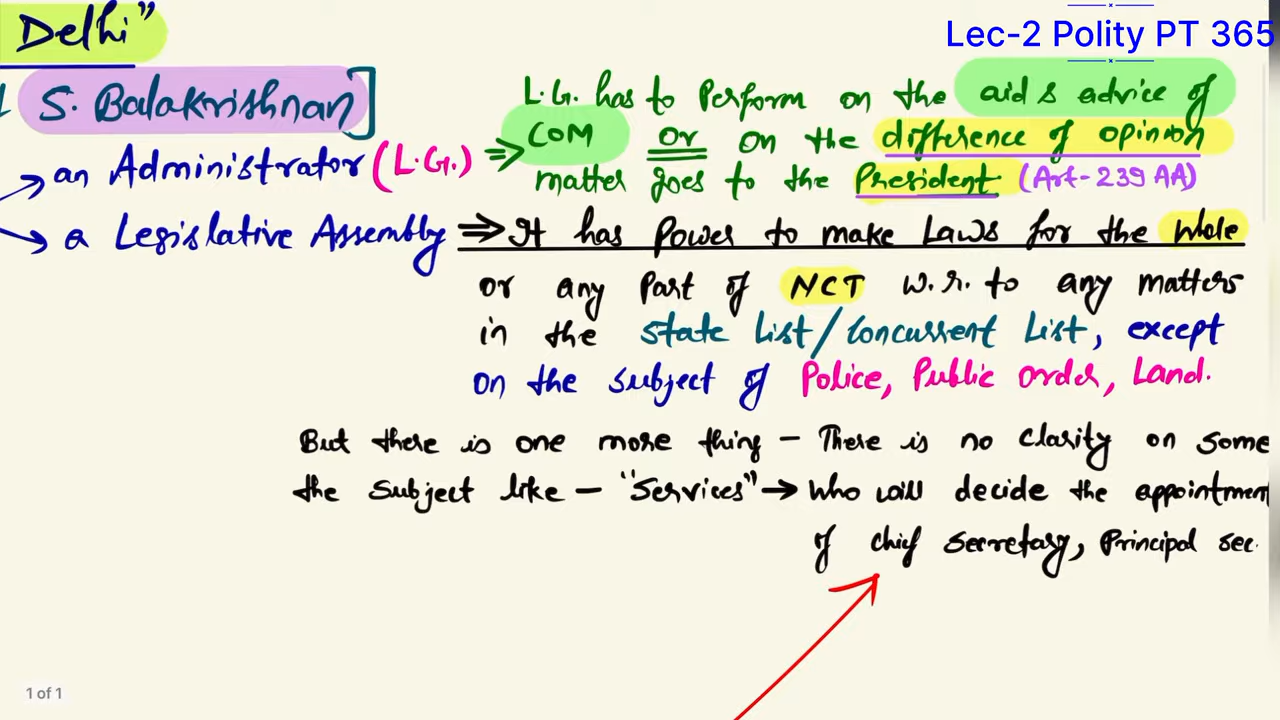 Delhi"
Lec-2 Polity PT 365
S. Balakrishnan]
L.G. has to Perform on the aid & advice of
COM or on the difference of opinion
matter goes to the President (Art-239 AA)
an Administrator (L.G.) ⇒
a Legislative Assembly ⇒ It has Power to make Laws for the whole
or any Part of NCT w.r. to any matters
in the State List/Concurrent List, except
on the subject of Police, Public order, Land.
But there is one more thing – There is no clarity on some
the subject like – "Services" → who will decide the appointmen
of chief secretary, Principal sec.
1 of 1